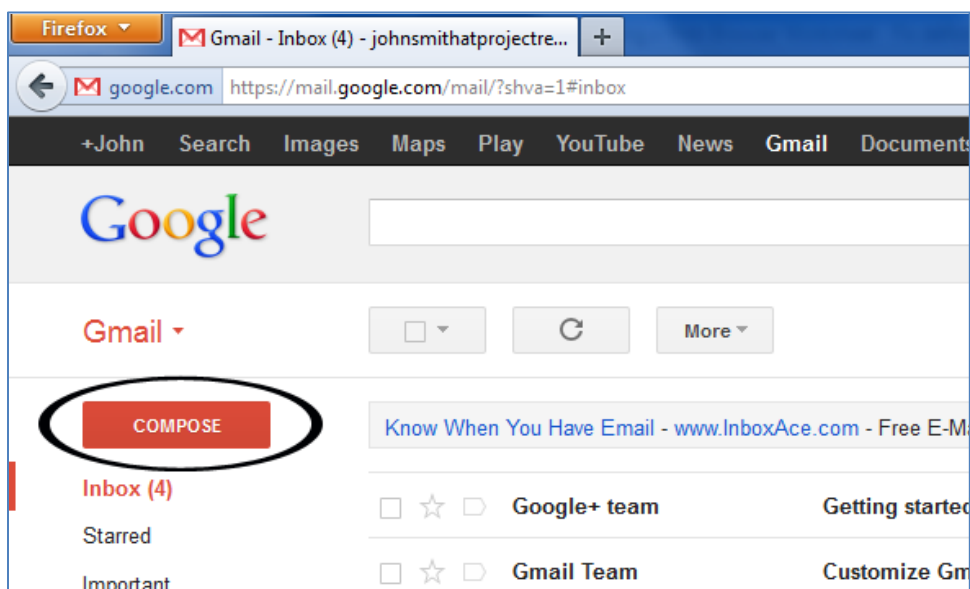 Firefox
Gmail - Inbox (4) - johnsmithatprojectre...
google.com https://mail.google.com/mail/?shva=1#inbox
+John Search Images Maps Play YouTube News Gmail Documents
Google
Gmail
More
COMPOSE
Know When You Have Email - www.InboxAce.com - Free E-Ma
Inbox (4)
Google+ team Getting started
Starred
Gmail Team Customize Gm
Important